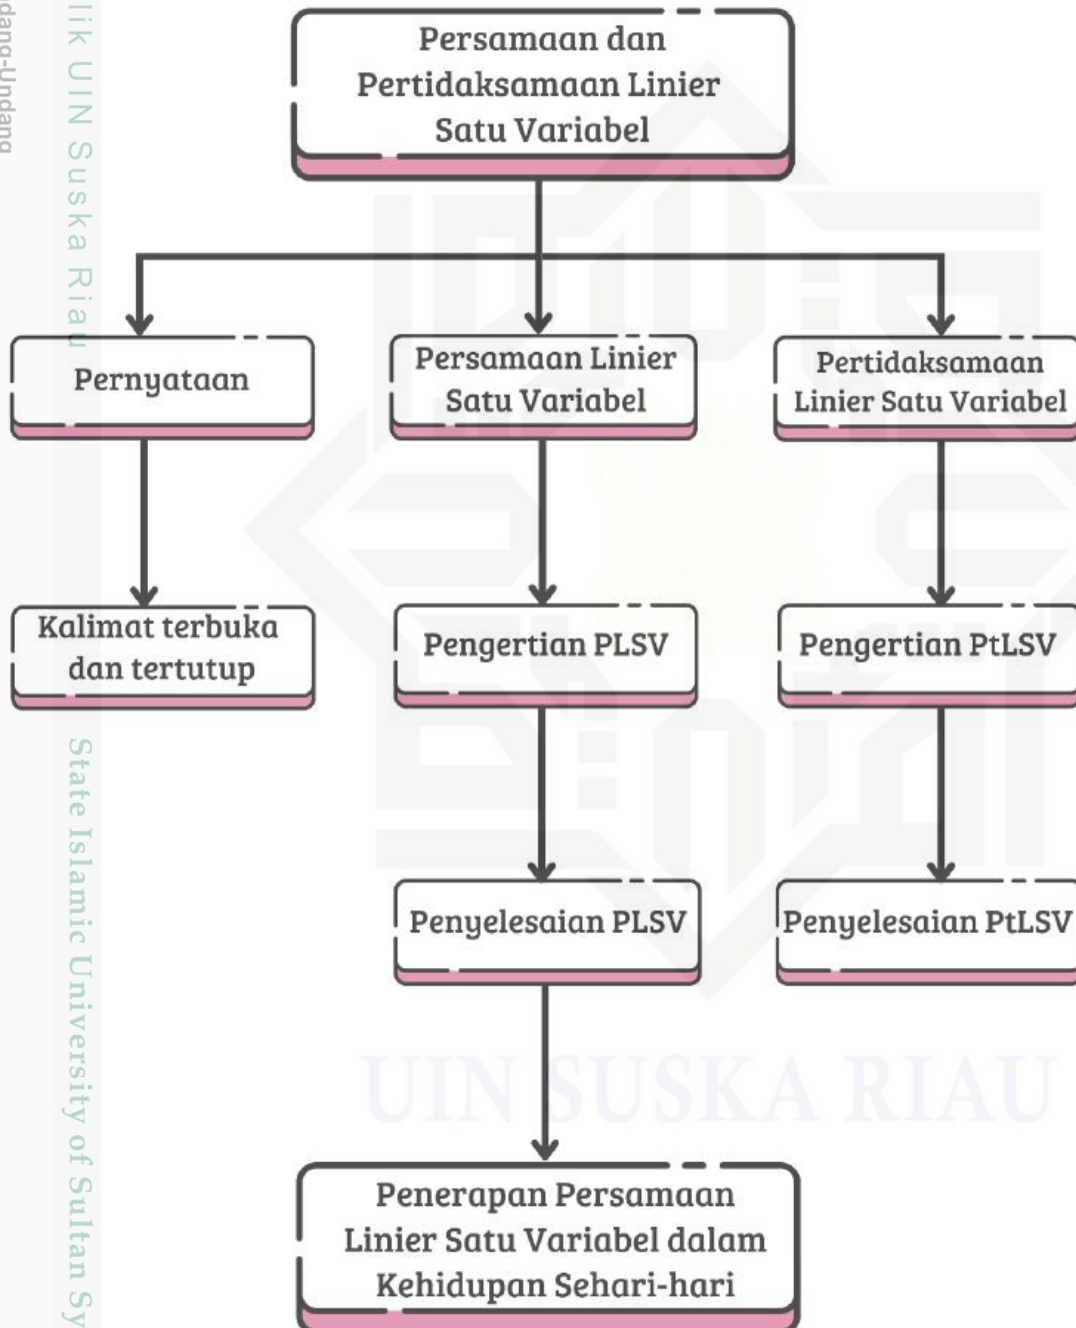 Persamaan dan
Pertidaksamaan Linier
Satu Variabel
Pernyataan
Persamaan Linier
Satu Variabel
Pertidaksamaan
Linier Satu Variabel
Kalimat terbuka
dan tertutup
Pengertian PLSV
Pengertian PtLSV
Penyelesaian PLSV
Penyelesaian PtLSV
Penerapan Persamaan
Linier Satu Variabel dalam
Kehidupan Sehari-hari
UIN SUSKA RIAU
UIN Suska Riau
State Islamic University of Sultan